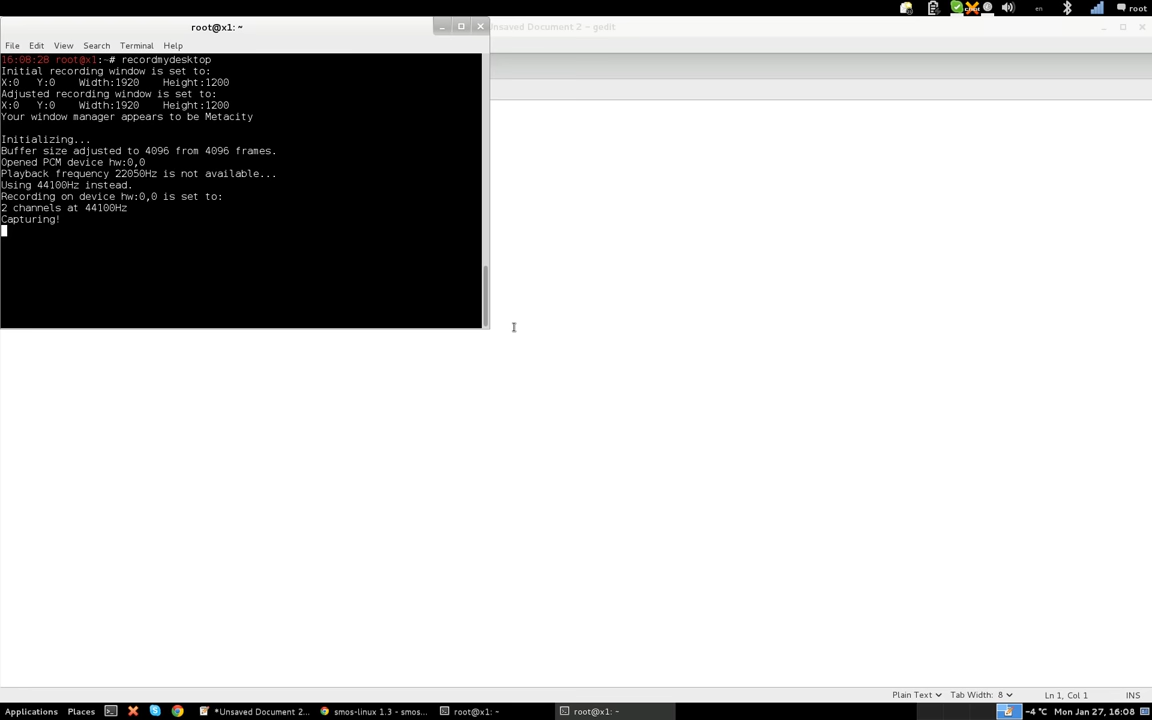 root
en
root@x1: ~
Unsaved Document 2 - gedit
File Edit View Search Terminal Help
16:08:28 root@x1:~# recordmydesktop
Initial recording window is set to:
X:0 Y:0 Width:1920 Height:1200
Adjusted recording window is set to:
X:0 Y:0 Width:1920 Height:1200
Your window manager appears to be Metacity
Initializing...
Buffer size adjusted to 4096 from 4096 frames.
Opened PCM device hw:0,0
Playback frequency 22050Hz is not available...
Using 44100Hz instead.
Recording on device hw:0,0 is set to:
2 channels at 44100Hz
Capturing!
Plain Text Tab Width: 8 Ln 1, Col 1 INS
Applications Places *Unsaved Document 2... smos-linux 1.3 - smos... root@x1: ~ root@x1: ~ -4 °C Mon Jan 27, 16:08